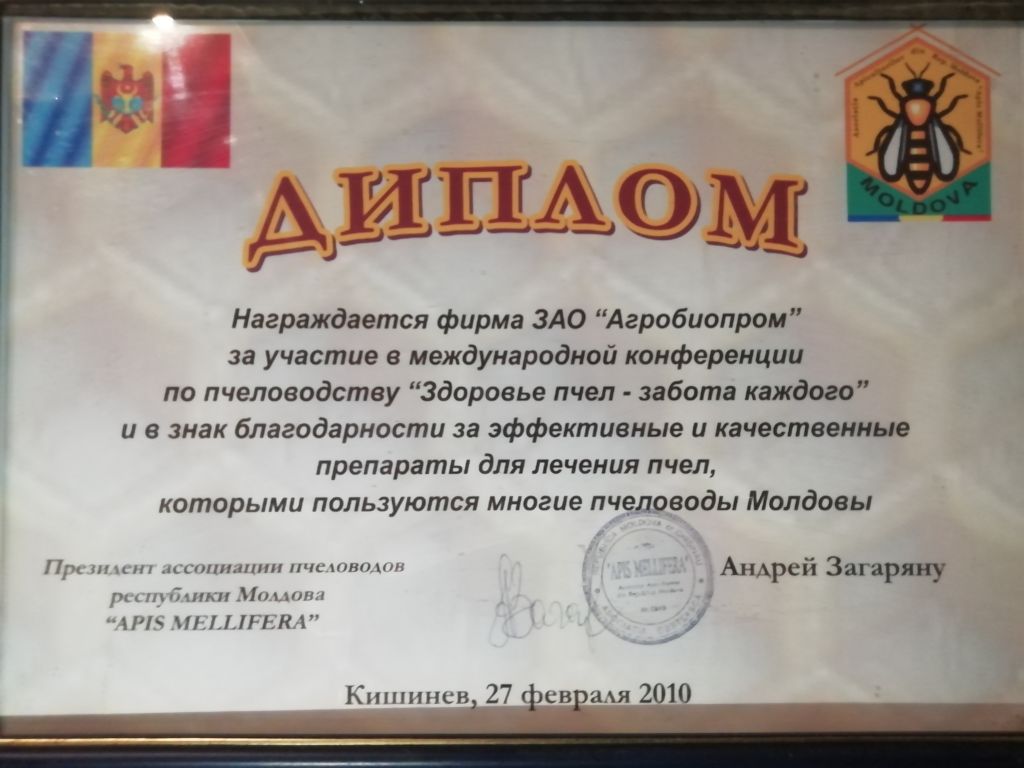 MOLDOVA
ДИПЛОМ
Награждается фирма ЗАО “Агробиопром”
за участие в международной конференции
по пчеловодству “Здоровье пчел - забота каждого”
и в знак благодарности за эффективные и качественные
препараты для лечения пчел,
которыми пользуются многие пчеловоды Молдовы
Президент ассоциации пчеловодов
республики Молдова
“APIS MELLIFERA”
"APIS MELLIFERA"
Андрей Загаряну
Кишинев, 27 февраля 2010